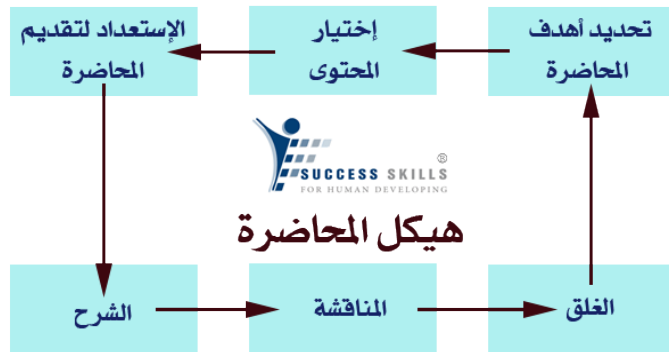 تحديد أهدف
المحاضرة
إختيار
المحتوى
الإستعداد لتقديم
المحاضرة
SUCCESS SKILLS ®
FOR HUMAN DEVELOPING
هيكل المحاضرة
الغلق
المناقشة
الشرح